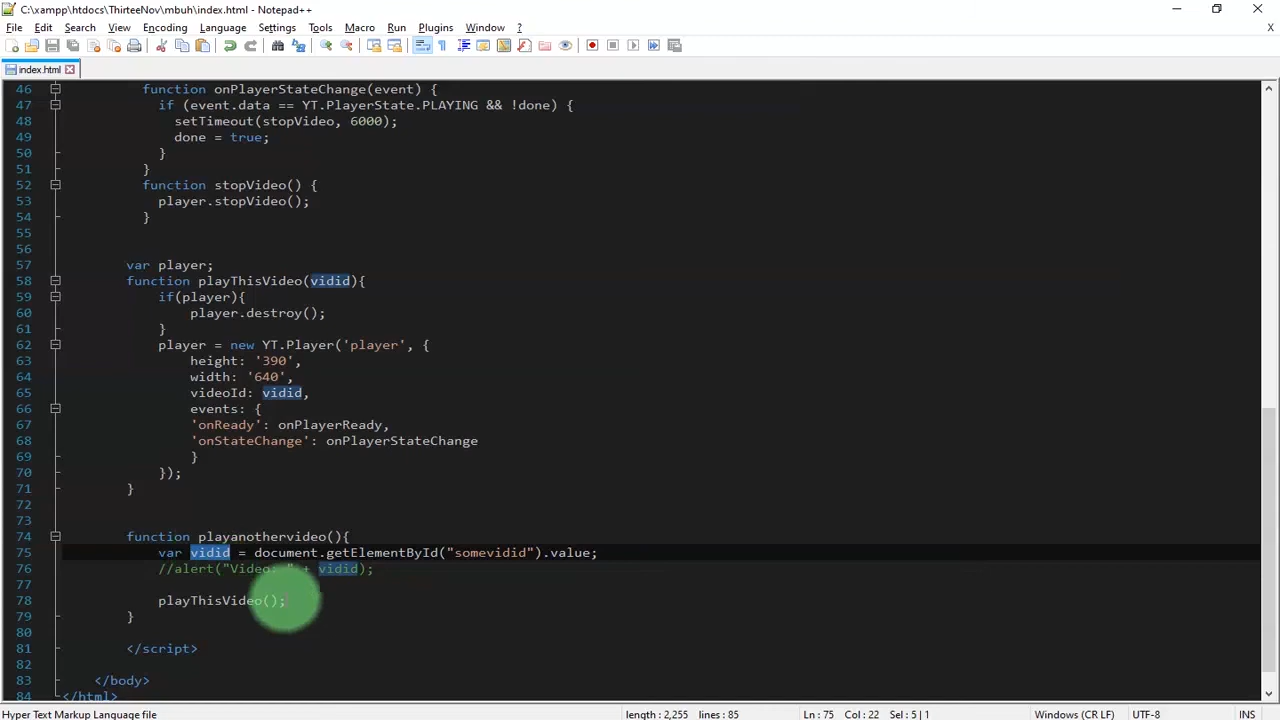 C:\xampp\htdocs\ThirteeNov\mbuh\index.html - Notepad++
File Edit Search View Encoding Language Settings Tools Macro Run Plugins Window ? X
index.html
46 function onPlayerStateChange(event) {
47 if (event.data == YT.PlayerState.PLAYING && !done) {
48 setTimeout(stopVideo, 6000);
49 done = true;
50 }
51 }
52 function stopVideo() {
53 player.stopVideo();
54 }
55
56
57 var player;
58 function playThisVideo(vidid){
59 if(player){
60 player.destroy();
61 }
62 player = new YT.Player('player', {
63 height: '390',
64 width: '640',
65 videoId: vidid,
66 events: {
67 'onReady': onPlayerReady,
68 'onStateChange': onPlayerStateChange
69 }
70 });
71 }
72
73
74 function playanothervideo(){
75 var vidid = document.getElementById("somevidid").value;
76 //alert("Video: " + vidid);
77
78 playThisVideo();
79 }
80
81 </script>
82
83 </body>
84 </html>
Hyper Text Markup Language file length : 2,255 lines : 85 Ln : 75 Col : 22 Sel : 5 | 1 Windows (CR LF) UTF-8 INS